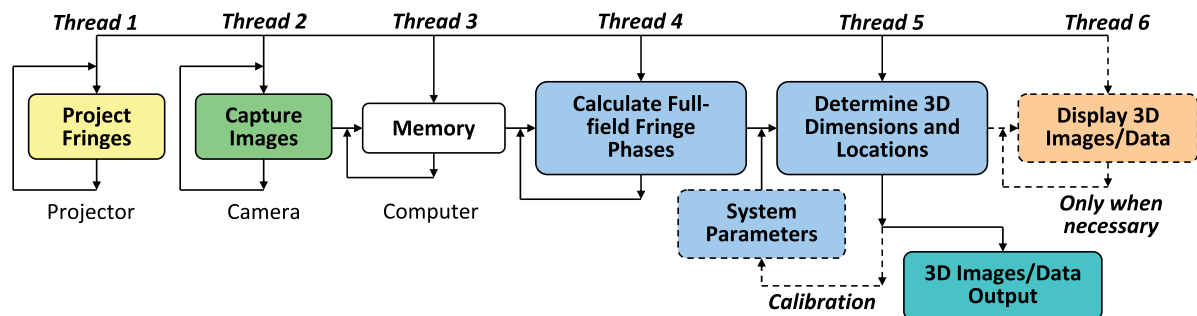 Thread 1
Thread 2
Thread 3
Thread 4
Thread 5
Thread 6
Project
Fringes
Capture
Images
Memory
Calculate Full-
field Fringe
Phases
Determine 3D
Dimensions and
Locations
Display 3D
Images/Data
Projector
Camera
Computer
System
Parameters
Only when
necessary
Calibration
3D Images/Data
Output